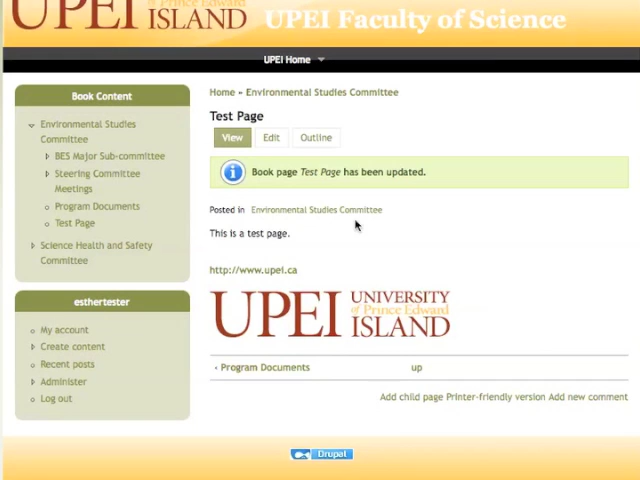 UPEI of Prince Edward ISLAND UPEI Faculty of Science
UPEI Home
Book Content
Environmental Studies
Committee
BES Major Sub-committee
Steering Committee
Meetings
Program Documents
Test Page
Science Health and Safety
Committee
esthertester
My account
Create content
Recent posts
Administer
Log out
Home » Environmental Studies Committee
Test Page
View Edit Outline
Book page Test Page has been updated.
Posted in Environmental Studies Committee
This is a test page.
http://www.upei.ca
UPEI UNIVERSITY
of Prince Edward
ISLAND
‹ Program Documents up
Add child page Printer-friendly version Add new comment
Drupal